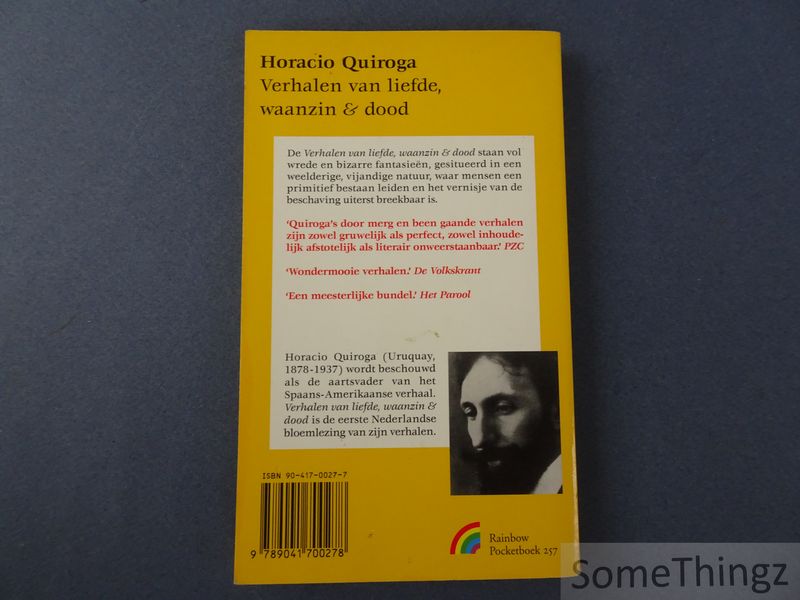 Horacio Quiroga
Verhalen van liefde,
waanzin & dood
De Verhalen van liefde, waanzin & dood staan vol
wrede en bizarre fantasieën, gesitueerd in een
weelderige, vijandige natuur, waar mensen een
primitief bestaan leiden en het vernisje van de
beschaving uiterst breekbaar is.
‘Quiroga’s door merg en been gaande verhalen
zijn zowel gruwelijk als perfect, zowel inhoude-
lijk afstotelijk als literair onweerstaanbaar.’ PZC
‘Wondermooie verhalen.’ De Volkskrant
‘Een meesterlijke bundel.’ Het Parool
Horacio Quiroga (Uruquay,
1878-1937) wordt beschouwd
als de aartsvader van het
Spaans-Amerikaanse verhaal.
Verhalen van liefde, waanzin &
dood is de eerste Nederlandse
bloemlezing van zijn verhalen.
ISBN 90-417-0027-7
9 789041 700278
Rainbow
Pocketboek 257
SomeThingz